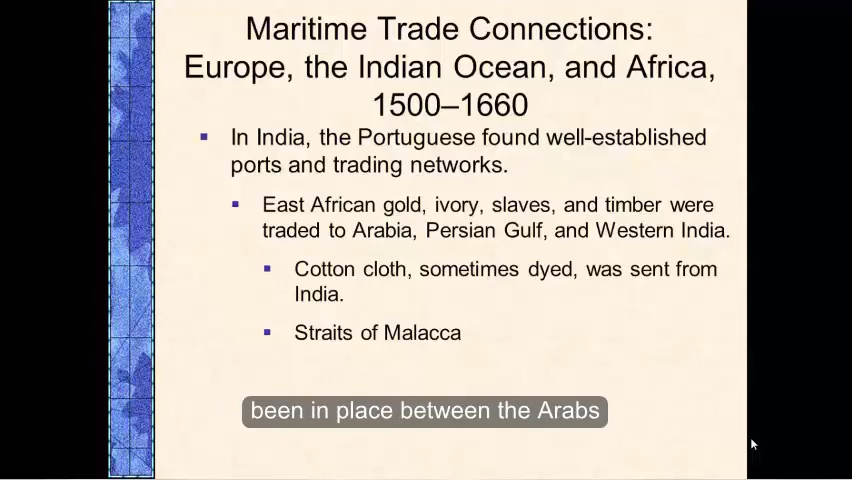 Maritime Trade Connections:
Europe, the Indian Ocean, and Africa,
1500–1660
▪ In India, the Portuguese found well-established
ports and trading networks.
▪ East African gold, ivory, slaves, and timber were
traded to Arabia, Persian Gulf, and Western India.
▪ Cotton cloth, sometimes dyed, was sent from
India.
▪ Straits of Malacca
been in place between the Arabs